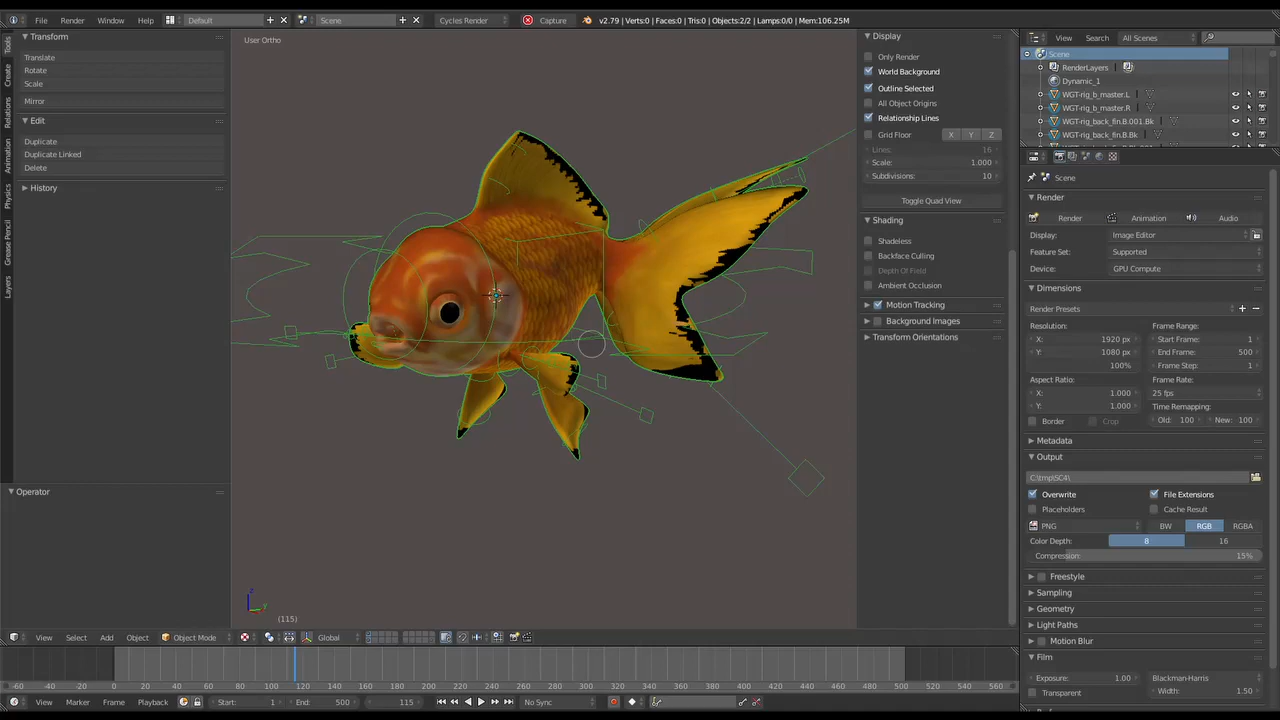 File Render Window Help Default Scene Cycles Render Capture v2.79 | Verts:0 | Faces:0 | Tris:0 | Objects:2/2 | Lamps:0/0 | Mem:106.25M
Transform
Translate
Rotate
Scale
Mirror
Edit
Duplicate
Duplicate Linked
Delete
History
Operator
Tools
Create
Relations
Animation
Physics
Grease Pencil
Layers
User Ortho
(115)
Display
Only Render
World Background
Outline Selected
All Object Origins
Relationship Lines
Grid Floor X Y Z
Lines: 16
Scale: 1.000
Subdivisions: 10
Toggle Quad View
Shading
Shadeless
Backface Culling
Depth Of Field
Ambient Occlusion
Motion Tracking
Background Images
Transform Orientations
View Search All Scenes
Scene
RenderLayers
Dynamic_1
WGT-rig_b_master.L
WGT-rig_b_master.R
WGT-rig_back_fin.B.001.Bk
WGT-rig_back_fin.B.Bk
Scene
Render
Render Animation Audio
Display: Image Editor
Feature Set: Supported
Device: GPU Compute
Dimensions
Render Presets
Resolution: Frame Range:
X: 1920 px Start Frame: 1
Y: 1080 px End Frame: 500
100% Frame Step: 1
Aspect Ratio: Frame Rate:
X: 1.000 25 fps
Y: 1.000 Time Remapping:
Border Crop Old: 100 New: 100
Metadata
Output
C:\tmp\SC4\
Overwrite File Extensions
Placeholders Cache Result
PNG BW RGB RGBA
Color Depth: 8 16
Compression: 15%
Freestyle
Sampling
Geometry
Light Paths
Motion Blur
Film
Exposure: 1.00 Blackman-Harris
Transparent Width: 1.50
View Select Add Object Object Mode Global
-60 -40 -20 0 20 40 60 80 100 120 140 160 180 200 220 240 260 280 300 320 340 360 380 400 420 440 460 480 500 520 540 560
View Marker Frame Playback Start: 1 End: 500 115 No Sync